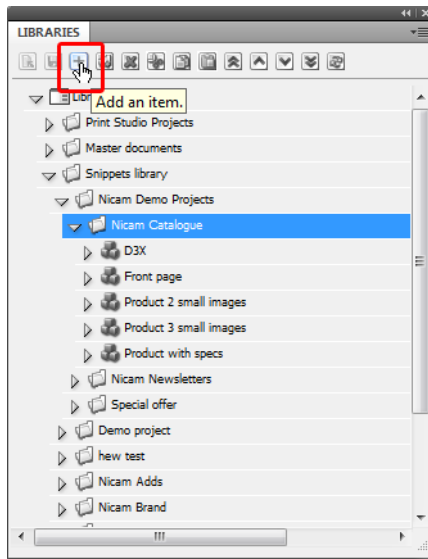 LIBRARIES
Add an item.
Print Studio Projects
Master documents
Snippets library
Nicam Demo Projects
Nicam Catalogue
D3X
Front page
Product 2 small images
Product 3 small images
Product with specs
Nicam Newsletters
Special offer
Demo project
hew test
Nicam Adds
Nicam Brand